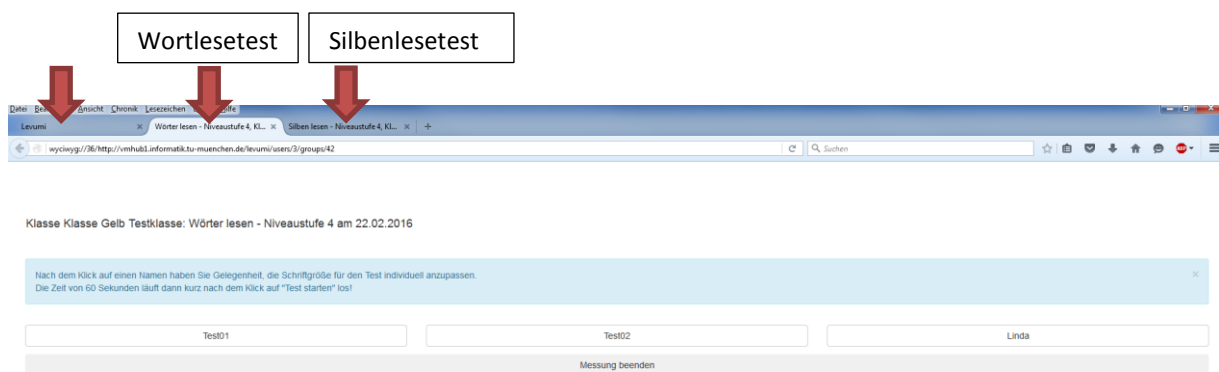 Wortlesetest
Silbenlesetest
Datei Ansicht Chronik Lesezeichen
Levumi × Wörter lesen - Niveaustufe 4, Kl... × Silben lesen - Niveaustufe 4, Kl... × +
wyciwyg://36/http://vmhub1.informatik.tu-muenchen.de/levumi/users/3/groups/42 Suchen
Klasse Klasse Gelb Testklasse: Wörter lesen - Niveaustufe 4 am 22.02.2016
Nach dem Klick auf einen Namen haben Sie Gelegenheit, die Schriftgröße für den Test individuell anzupassen. ×
Die Zeit von 60 Sekunden läuft dann kurz nach dem Klick auf "Test starten" los!
Test01 Test02 Linda
Messung beenden